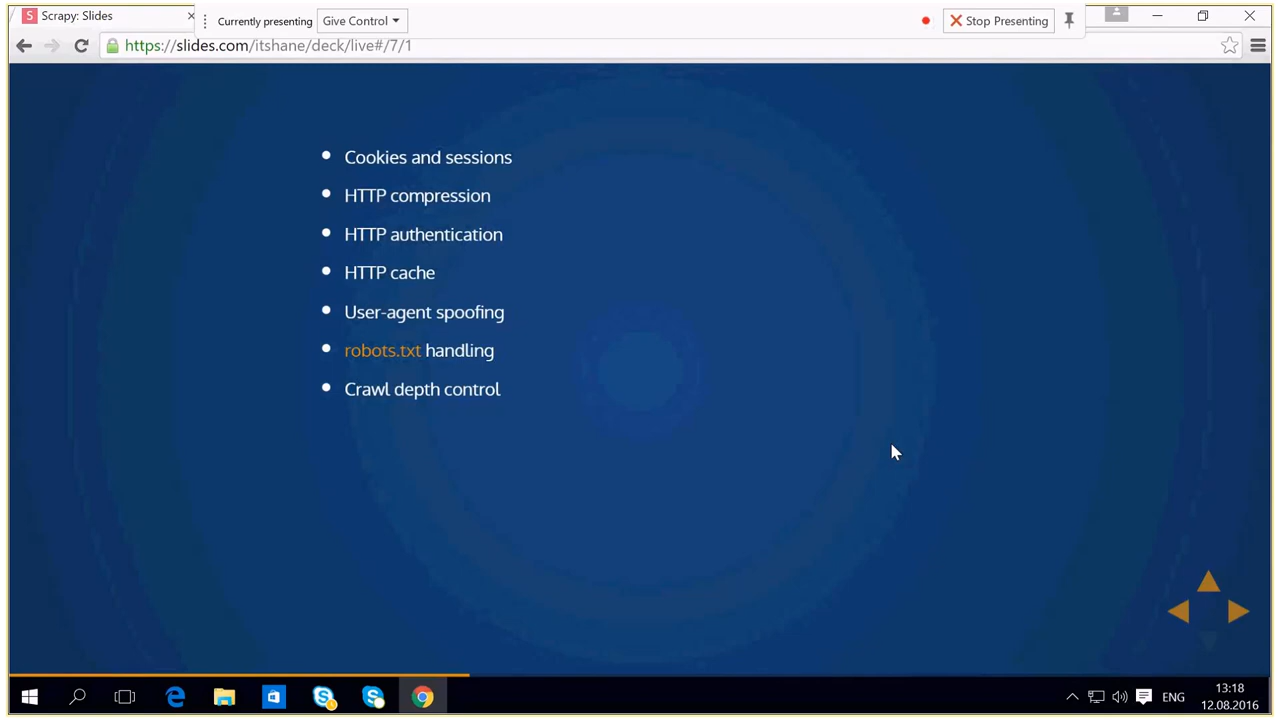 Scrapy: Slides
Currently presenting
Give Control
Stop Presenting
https://slides.com/itshane/deck/live#/7/1
Cookies and sessions
HTTP compression
HTTP authentication
HTTP cache
User-agent spoofing
robots.txt handling
Crawl depth control
ENG
13:18
12.08.2016